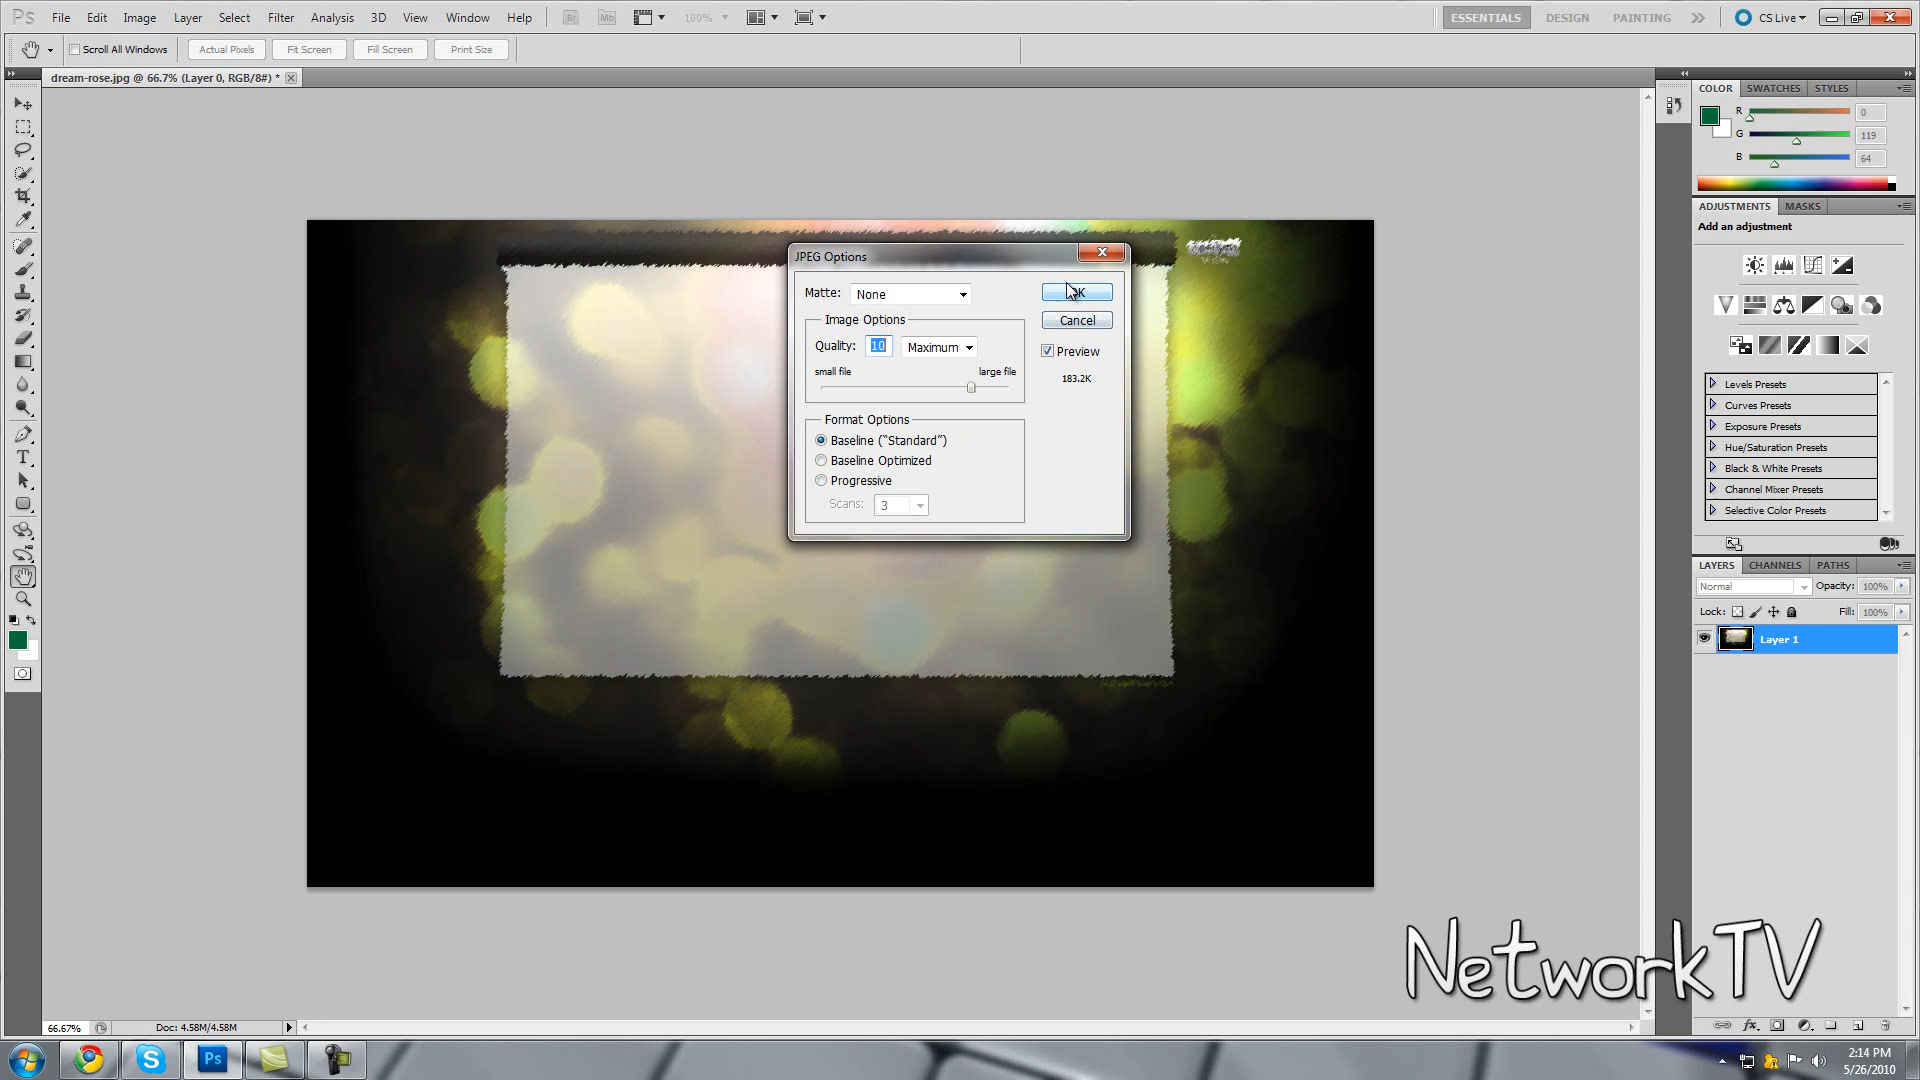 Ps File Edit Image Layer Select Filter Analysis 3D View Window Help Br Mb 100% ESSENTIALS DESIGN PAINTING CS Live
Scroll All Windows Actual Pixels Fit Screen Fill Screen Print Size
dream-rose.jpg @ 66.7% (Layer 0, RGB/8#) *
COLOR SWATCHES STYLES
R 0
G 119
B 64
ADJUSTMENTS MASKS
Add an adjustment
JPEG Options
Matte: None OK
Image Options
Cancel
Quality: 10 Maximum
Preview
small file large file
183.2K
Format Options
Baseline ("Standard")
Baseline Optimized
Progressive
Scans: 3
Levels Presets
Curves Presets
Exposure Presets
Hue/Saturation Presets
Black & White Presets
Channel Mixer Presets
Selective Color Presets
LAYERS CHANNELS PATHS
Normal Opacity: 100%
Lock: Fill: 100%
Layer 1
T
NetworkTV
66.67% Doc: 4.58M/4.58M
fx
Ps
2:14 PM
5/26/2010